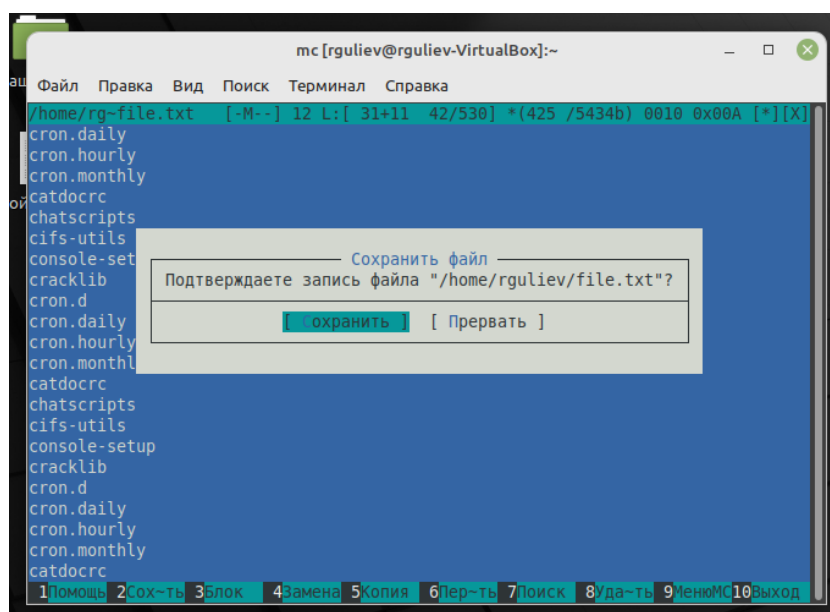 mc [rguliev@rguliev-VirtualBox]:~
Файл Правка Вид Поиск Терминал Справка
/home/rg~file.txt [-M--] 12 L:[ 31+11 42/530] *(425 /5434b) 0010 0x00A [*][X]
cron.daily
cron.hourly
cron.monthly
catdocrc
chatscripts
cifs-utils
console-set
cracklib
cron.d
cron.daily
cron.hourly
cron.monthl
Сохранить файл
Подтверждаете запись файла "/home/rguliev/file.txt"?
[ Сохранить ] [ Прервать ]
catdocrc
chatscripts
cifs-utils
console-setup
cracklib
cron.d
cron.daily
cron.hourly
cron.monthly
catdocrc
1Помощь 2Сох~ть 3Блок 4Замена 5Копия 6Пер~ть 7Поиск 8Уда~ть 9МенюMC 10Выход